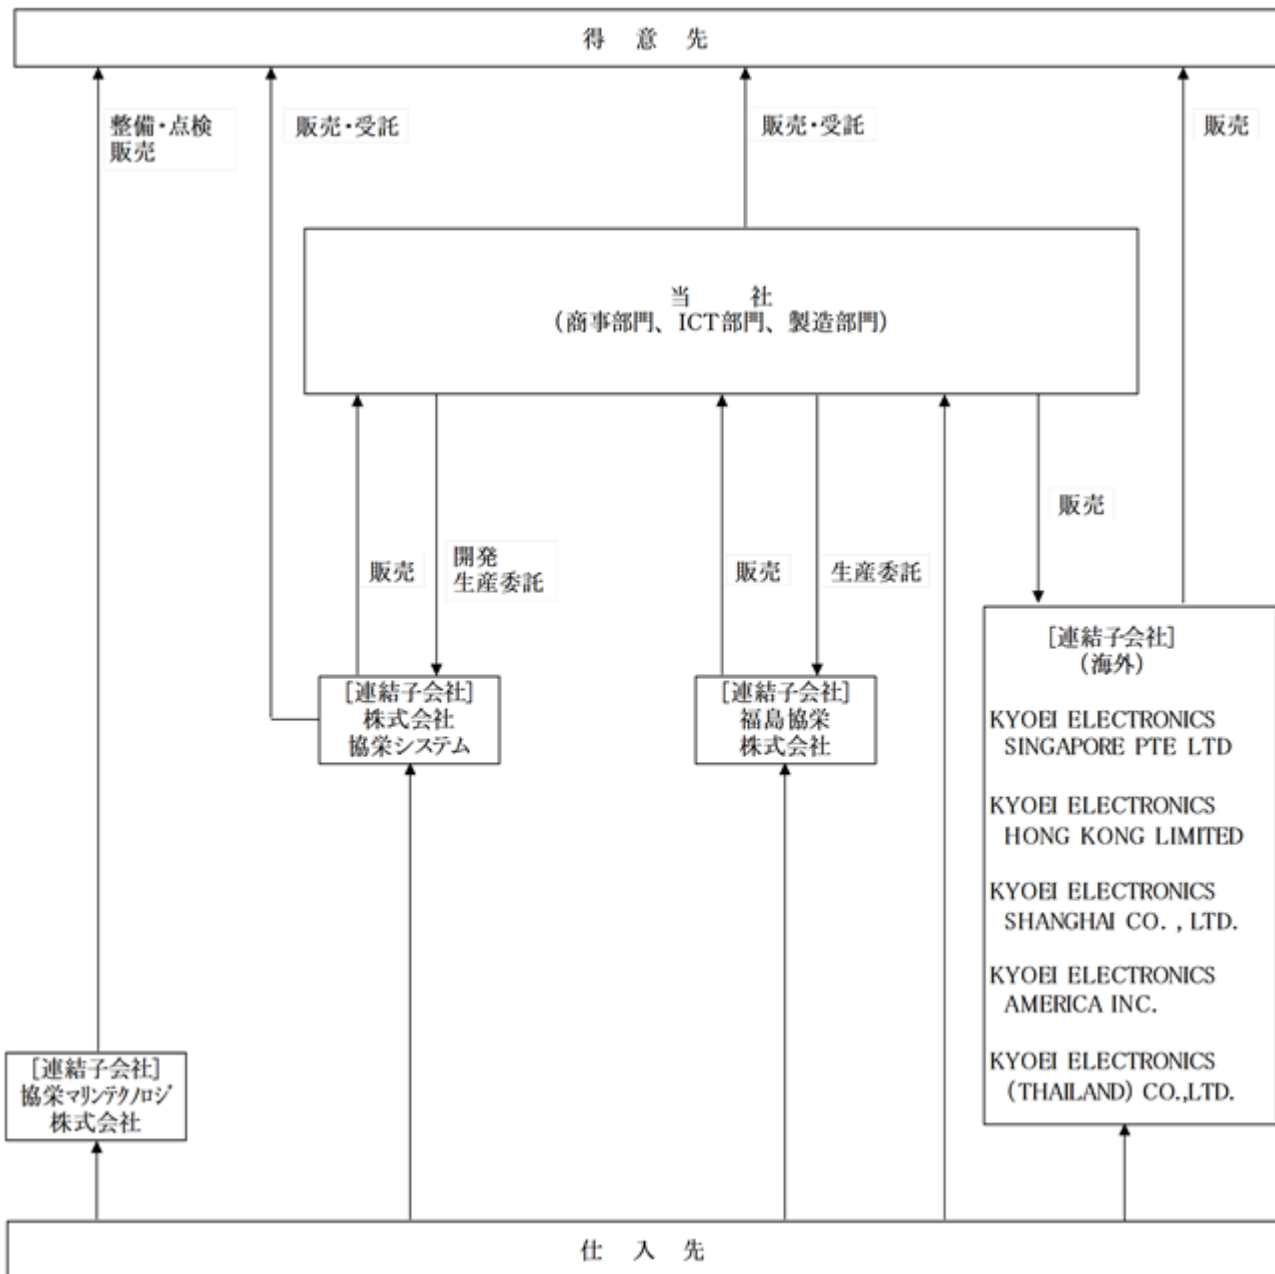 得 意 先
整備・点検
販売
販売・受託
販売・受託
販売
当 社
(商事部門、ICT部門、製造部門)
販売
開発
生産委託
販売
生産委託
販売
[連結子会社]
株式会社
協栄システム
[連結子会社]
福島協栄
株式会社
[連結子会社]
(海外)
KYOEI ELECTRONICS
SINGAPORE PTE LTD
KYOEI ELECTRONICS
HONG KONG LIMITED
KYOEI ELECTRONICS
SHANGHAI CO. , LTD.
KYOEI ELECTRONICS
AMERICA INC.
KYOEI ELECTRONICS
(THAILAND) CO.,LTD.
[連結子会社]
協栄マリンテクノロジ
株式会社
仕 入 先